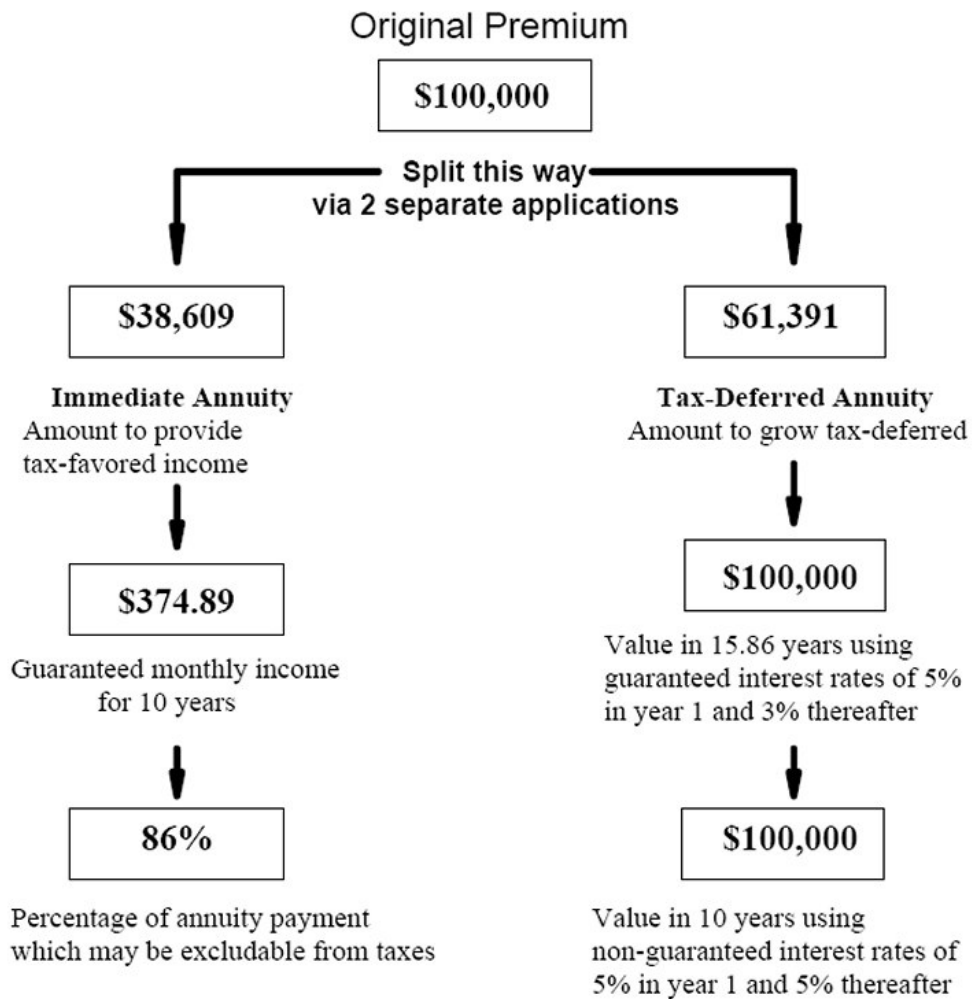 Original Premium
$100,000
Split this way
via 2 separate applications
$38,609
Immediate Annuity
Amount to provide
tax-favored income
$374.89
Guaranteed monthly income
for 10 years
86%
Percentage of annuity payment
which may be excludable from taxes
$61,391
Tax-Deferred Annuity
Amount to grow tax-deferred
$100,000
Value in 15.86 years using
guaranteed interest rates of 5%
in year 1 and 3% thereafter
$100,000
Value in 10 years using
non-guaranteed interest rates of
5% in year 1 and 5% thereafter